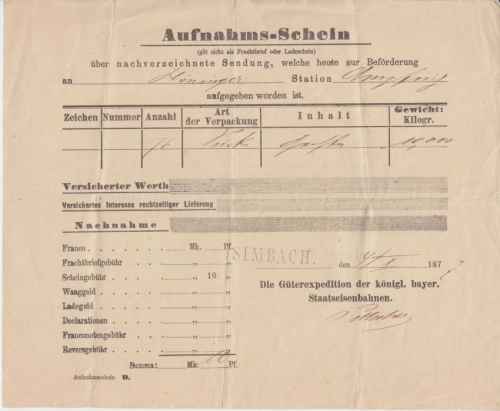 Aufnahms-Schein
(gilt nicht als Frachtbrief oder Ladeschein)
über nachverzeichnete Sendung, welche heute zur Beförderung
an Station
aufgegeben worden ist.
Zeichen Nummer Anzahl Art der Verpackung Inhalt Gewicht: Kilogr.
10,000
Versicherter Werth
Versichertes Interesse rechtzeitiger Lieferung
Nachnahme
Franco . . . . . . . Mk. Pf.
Frachtbriefgebühr „ „
Scheingebühr . . . . „ 10 „
Waaggeld . . . . . . „ „
Ladegeld . . . . . . „ „
Declarationen . . . . „ „
Franconotengebühr . . „ „
Reversgebühr . . . . „ „
Summa: Mk. 10 Pf.
Aufnahmsschein D.
SIMBACH.
den 187
Die Güterexpedition der königl. bayer.
Staatseisenbahnen.